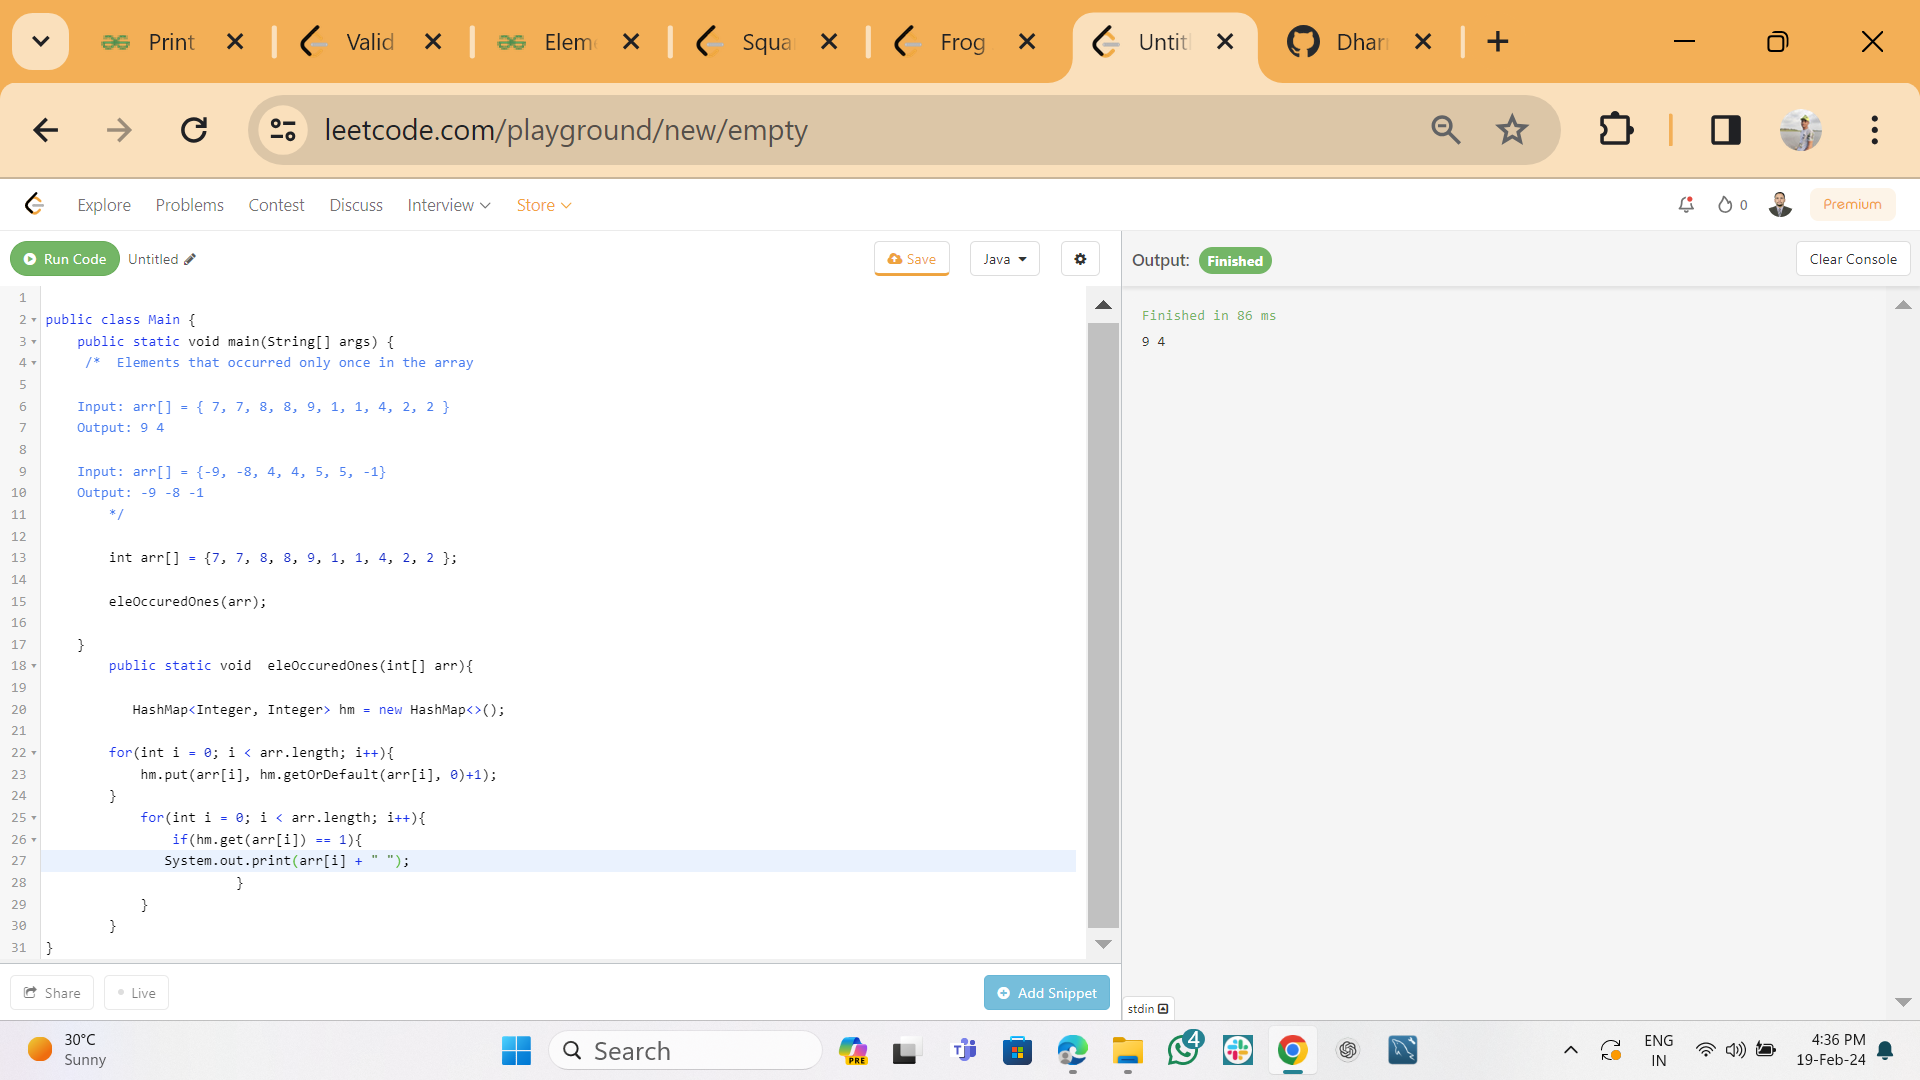 Print
Valid
Elem
Squa
Frog
Untit
Dhar
leetcode.com/playground/new/empty
Explore Problems Contest Discuss Interview Store
0
Premium
Run Code Untitled
Save
Java
Output: Finished
Clear Console
1
2 public class Main {
3 public static void main(String[] args) {
4 /* Elements that occurred only once in the array
5
6 Input: arr[] = { 7, 7, 8, 8, 9, 1, 1, 4, 2, 2 }
7 Output: 9 4
8
9 Input: arr[] = {-9, -8, 4, 4, 5, 5, -1}
10 Output: -9 -8 -1
11 */
12
13 int arr[] = {7, 7, 8, 8, 9, 1, 1, 4, 2, 2 };
14
15 eleOccuredOnes(arr);
16
17 }
18 public static void eleOccuredOnes(int[] arr){
19
20 HashMap<Integer, Integer> hm = new HashMap<>();
21
22 for(int i = 0; i < arr.length; i++){
23 hm.put(arr[i], hm.getOrDefault(arr[i], 0)+1);
24 }
25 for(int i = 0; i < arr.length; i++){
26 if(hm.get(arr[i]) == 1){
27 System.out.print(arr[i] + " ");
28 }
29 }
30 }
31 }
Finished in 86 ms
9 4
Share
Live
Add Snippet
stdin
30°C
Sunny
Search
PRE
4
ENG
IN
4:36 PM
19-Feb-24